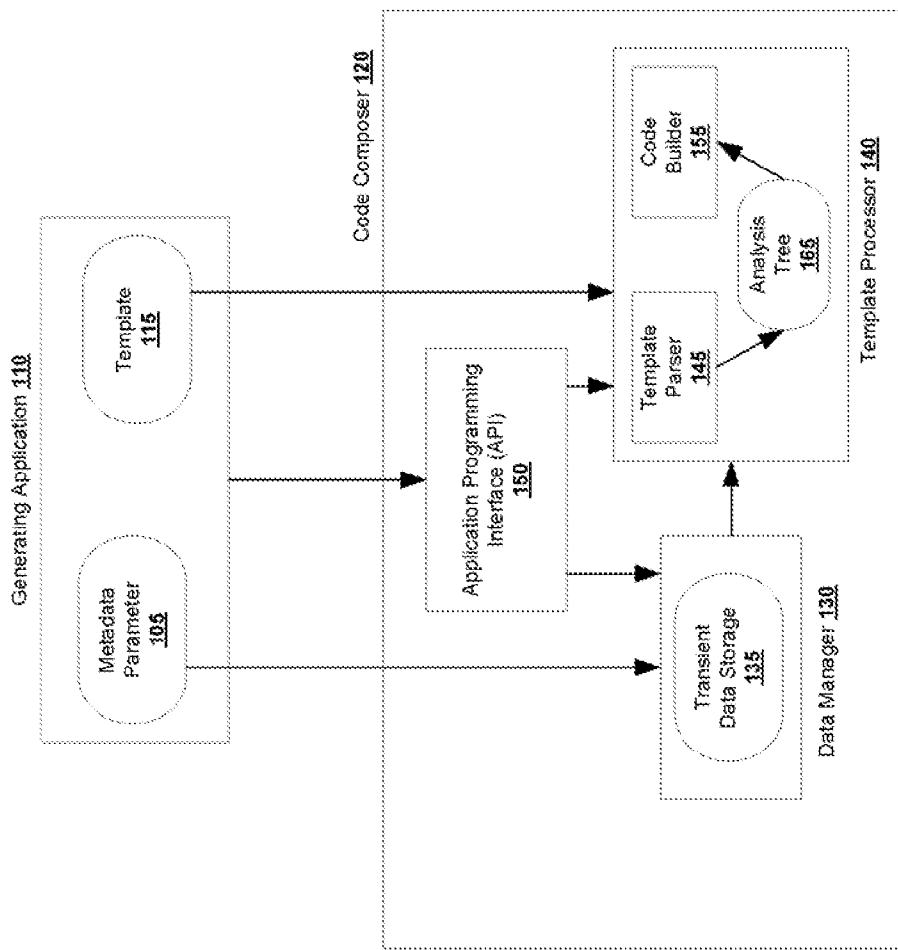 Generating Application 110
Metadata
Parameter
105
Template
115
Code Composer 120
Application Programming
Interface (API)
150
Transient
Data Storage
135
Data Manager 130
Template
Parser
145
Code
Builder
155
Analysis
Tree
165
Template Processor 140